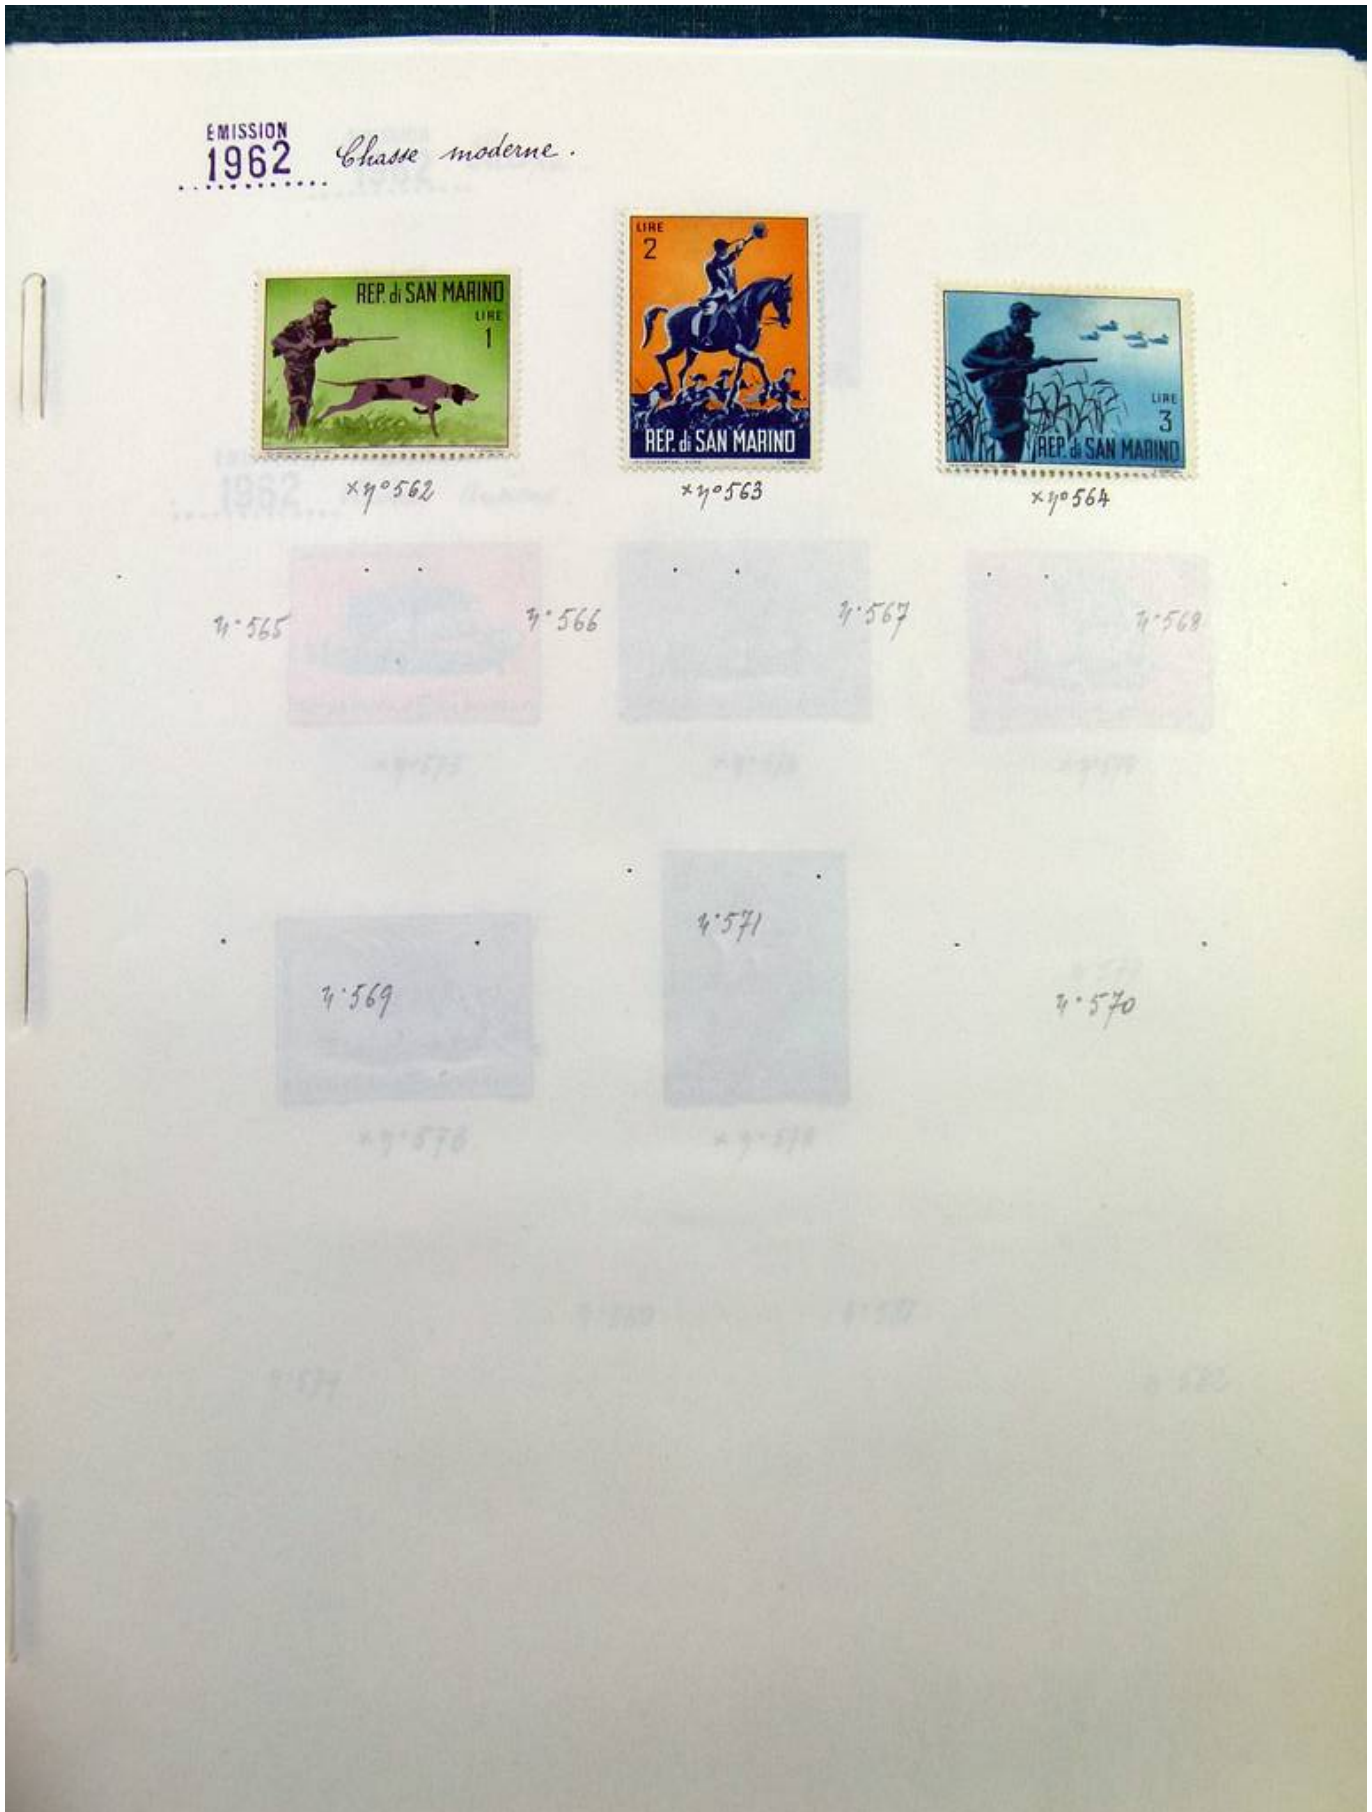 EMISSION
1962 Chasse moderne.
REP. di SAN MARINO
LIRE
1
LIRE
2
REP. di SAN MARINO
LIRE
3
REP. di SAN MARINO
x n° 562
x n° 563
x n° 564
n° 565
n° 566
n° 567
n° 568
n° 571
n° 569
n° 570